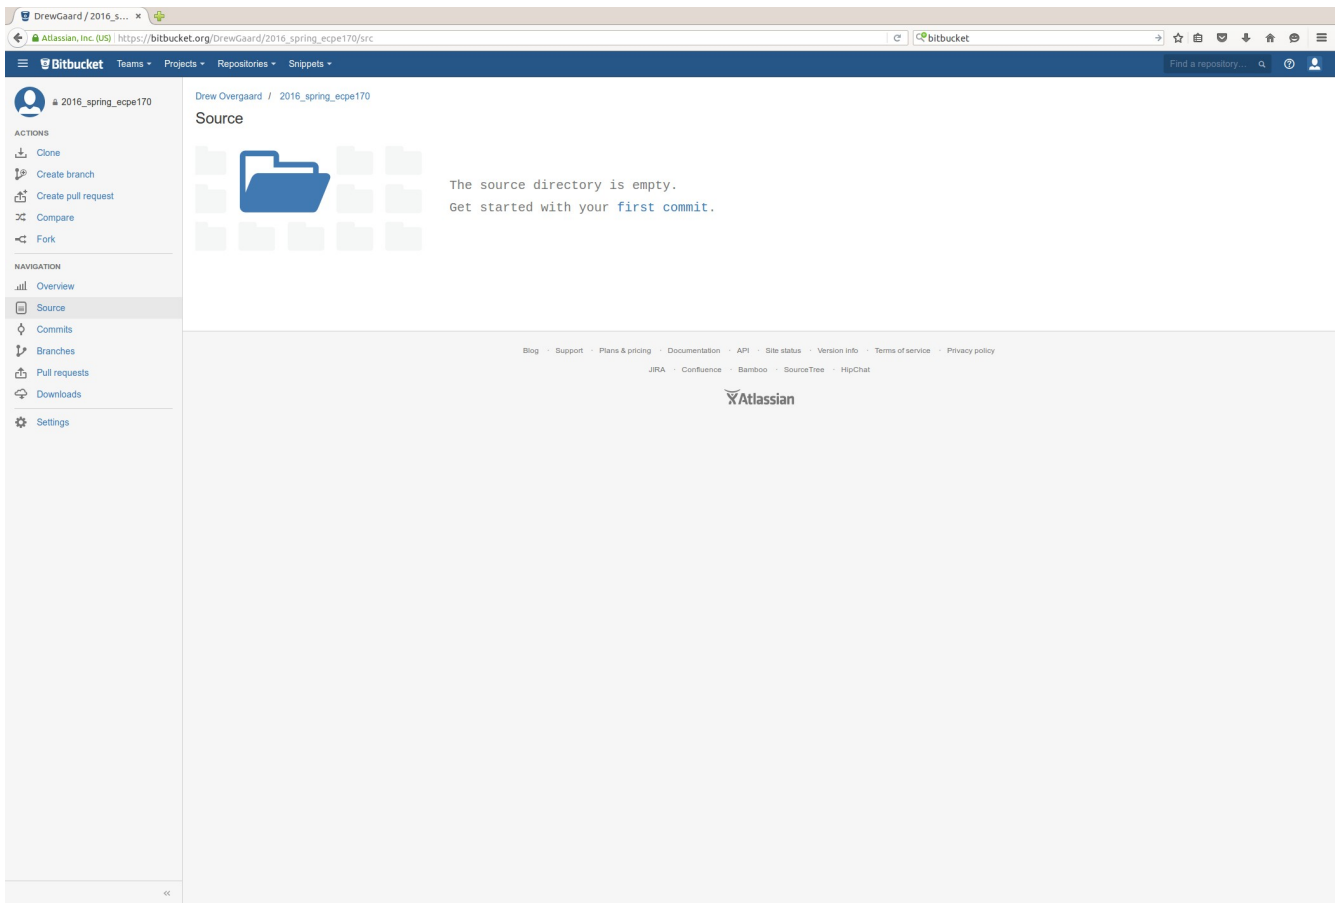 DrewGaard / 2016_s... ×
Atlassian, Inc. (US) https://bitbucket.org/DrewGaard/2016_spring_ecpe170/src bitbucket
Bitbucket Teams Projects Repositories Snippets Find a repository...
2016_spring_ecpe170
Drew Overgaard / 2016_spring_ecpe170
Source
ACTIONS
Clone
Create branch
Create pull request
Compare
Fork
NAVIGATION
Overview
Source
Commits
Branches
Pull requests
Downloads
Settings
The source directory is empty.
Get started with your first commit.
Blog · Support · Plans & pricing · Documentation · API · Site status · Version info · Terms of service · Privacy policy
JIRA · Confluence · Bamboo · SourceTree · HipChat
Atlassian
«